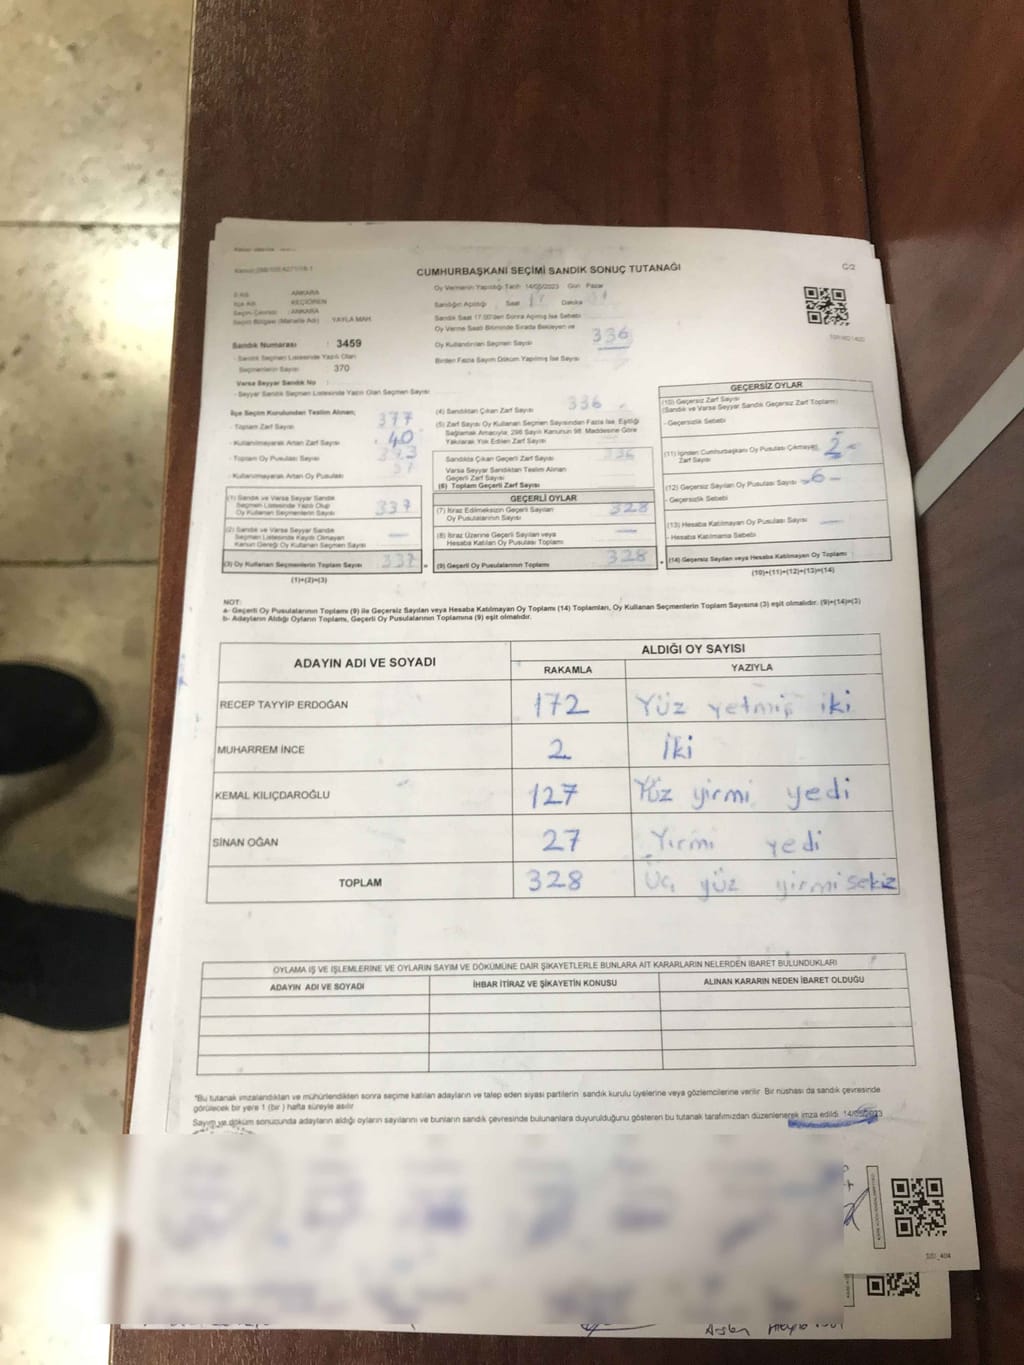 C/2
CUMHURBAŞKANI SEÇİMİ SANDIK SONUÇ TUTANAĞI
İl Adı : ANKARA
İlçe Adı : KEÇİÖREN
Seçim Çevresi : ANKARA
Seçim Bölgesi (Mahalle Adı) : YAYLA MAH.
Sandık Numarası : 3459
- Sandık Seçmen Listesinde Yazılı Olan
Seçmenlerin Sayısı : 370
Varsa Seyyar Sandık No :
- Seyyar Sandık Seçmen Listesinde Yazılı Olan Seçmen Sayısı
Oy Vermenin Yapıldığı Tarih 14/05/2023 Gün Pazar
Sandığın Açıldığı Saat 17 Dakika
Sandık Saat 17.00'den Sonra Açılmış İse Sebebi
Oy Verme Saati Bitiminde Sırada Bekleyen ve
Oy Kullandırılan Seçmen Sayısı 336
Birden Fazla Sayım Döküm Yapılmış İse Sayısı
İlçe Seçim Kurulundan Teslim Alınan;
- Toplam Zarf Sayısı 377
- Kullanılmayarak Artan Zarf Sayısı 40
- Toplam Oy Pusulası Sayısı
- Kullanılmayarak Artan Oy Pusulası
(1) Sandık ve Varsa Seyyar Sandık
Seçmen Listesinde Yazılı Olup
Oy Kullanan Seçmenlerin Sayısı 337
(2) Sandık ve Varsa Seyyar Sandık
Seçmen Listesinde Kayıtlı Olmayan
Kanun Gereği Oy Kullanan Seçmen Sayısı —
(3) Oy Kullanan Seçmenlerin Toplam Sayısı 337 =
(1)+(2)=(3)
(4) Sandıktan Çıkan Zarf Sayısı 336
(5) Zarf Sayısı Oy Kullanan Seçmen Sayısından Fazla İse, Eşitliği
Sağlamak Amacıyla; 298 Sayılı Kanunun 98. Maddesine Göre
Yakılarak Yok Edilen Zarf Sayısı
Sandıkta Çıkan Geçerli Zarf Sayısı 336
Varsa Seyyar Sandıktan Teslim Alınan
Geçerli Zarf Sayısı
(6) Toplam Geçerli Zarf Sayısı
GEÇERLİ OYLAR
(7) İtiraz Edilmeksizin Geçerli Sayılan
Oy Pusulalarının Sayısı 328
(8) İtiraz Üzerine Geçerli Sayılan veya
Hesaba Katılan Oy Pusulası Toplamı —
(9) Geçerli Oy Pusulalarının Toplamı 328 +
GEÇERSİZ OYLAR
(10) Geçersiz Zarf Sayısı
(Sandık ve Varsa Seyyar Sandık Geçersiz Zarf Toplamı)
- Geçersizlik Sebebi
(11) İçinden Cumhurbaşkanı Oy Pusulası Çıkmayan 2 -
Zarf Sayısı
(12) Geçersiz Sayılan Oy Pusulası Sayısı -6-
- Geçersizlik Sebebi
(13) Hesaba Katılmayan Oy Pusulası Sayısı —
- Hesaba Katılmama Sebebi
(14) Geçersiz Sayılan veya Hesaba Katılmayan Oy Toplamı
(10)+(11)+(12)+(13)=(14)
NOT:
a- Geçerli Oy Pusulalarının Toplamı (9) ile Geçersiz Sayılan veya Hesaba Katılmayan Oy Toplamı (14) Toplamları, Oy Kullanan Seçmenlerin Toplam Sayısına (3) eşit olmalıdır. (9)+(14)=(3)
b- Adayların Aldığı Oyların Toplamı, Geçerli Oy Pusulalarının Toplamına (9) eşit olmalıdır.
ADAYIN ADI VE SOYADI ALDIĞI OY SAYISI
RAKAMLA YAZIYLA
RECEP TAYYİP ERDOĞAN 172 Yüz yetmiş iki
MUHARREM İNCE 2 İki
KEMAL KILIÇDAROĞLU 127 Yüz yirmi yedi
SİNAN OĞAN 27 Yirmi yedi
TOPLAM 328 Üç yüz yirmi sekiz
OYLAMA İŞ VE İŞLEMLERİNE VE OYLARIN SAYIM VE DÖKÜMÜNE DAİR ŞİKAYETLERLE BUNLARA AİT KARARLARIN NELERDEN İBARET BULUNDUKLARI
ADAYIN ADI VE SOYADI İHBAR İTİRAZ VE ŞİKAYETİN KONUSU ALINAN KARARIN NEDEN İBARET OLDUĞU
*Bu tutanak imzalandıktan ve mühürlendikten sonra seçime katılan adayların ve talep eden siyasi partilerin sandık kurulu üyelerine veya gözlemcilerine verilir. Bir nüshası da sandık çevresinde
görülecek bir yere 1 (bir) hafta süreyle asılır.
Sayım ve döküm sonucunda adayların aldığı oyların sayılarını ve bunların sandık çevresinde bulunanlara duyurulduğunu gösteren bu tutanak tarafımızdan düzenlenerek imza edildi. 14/05/2023